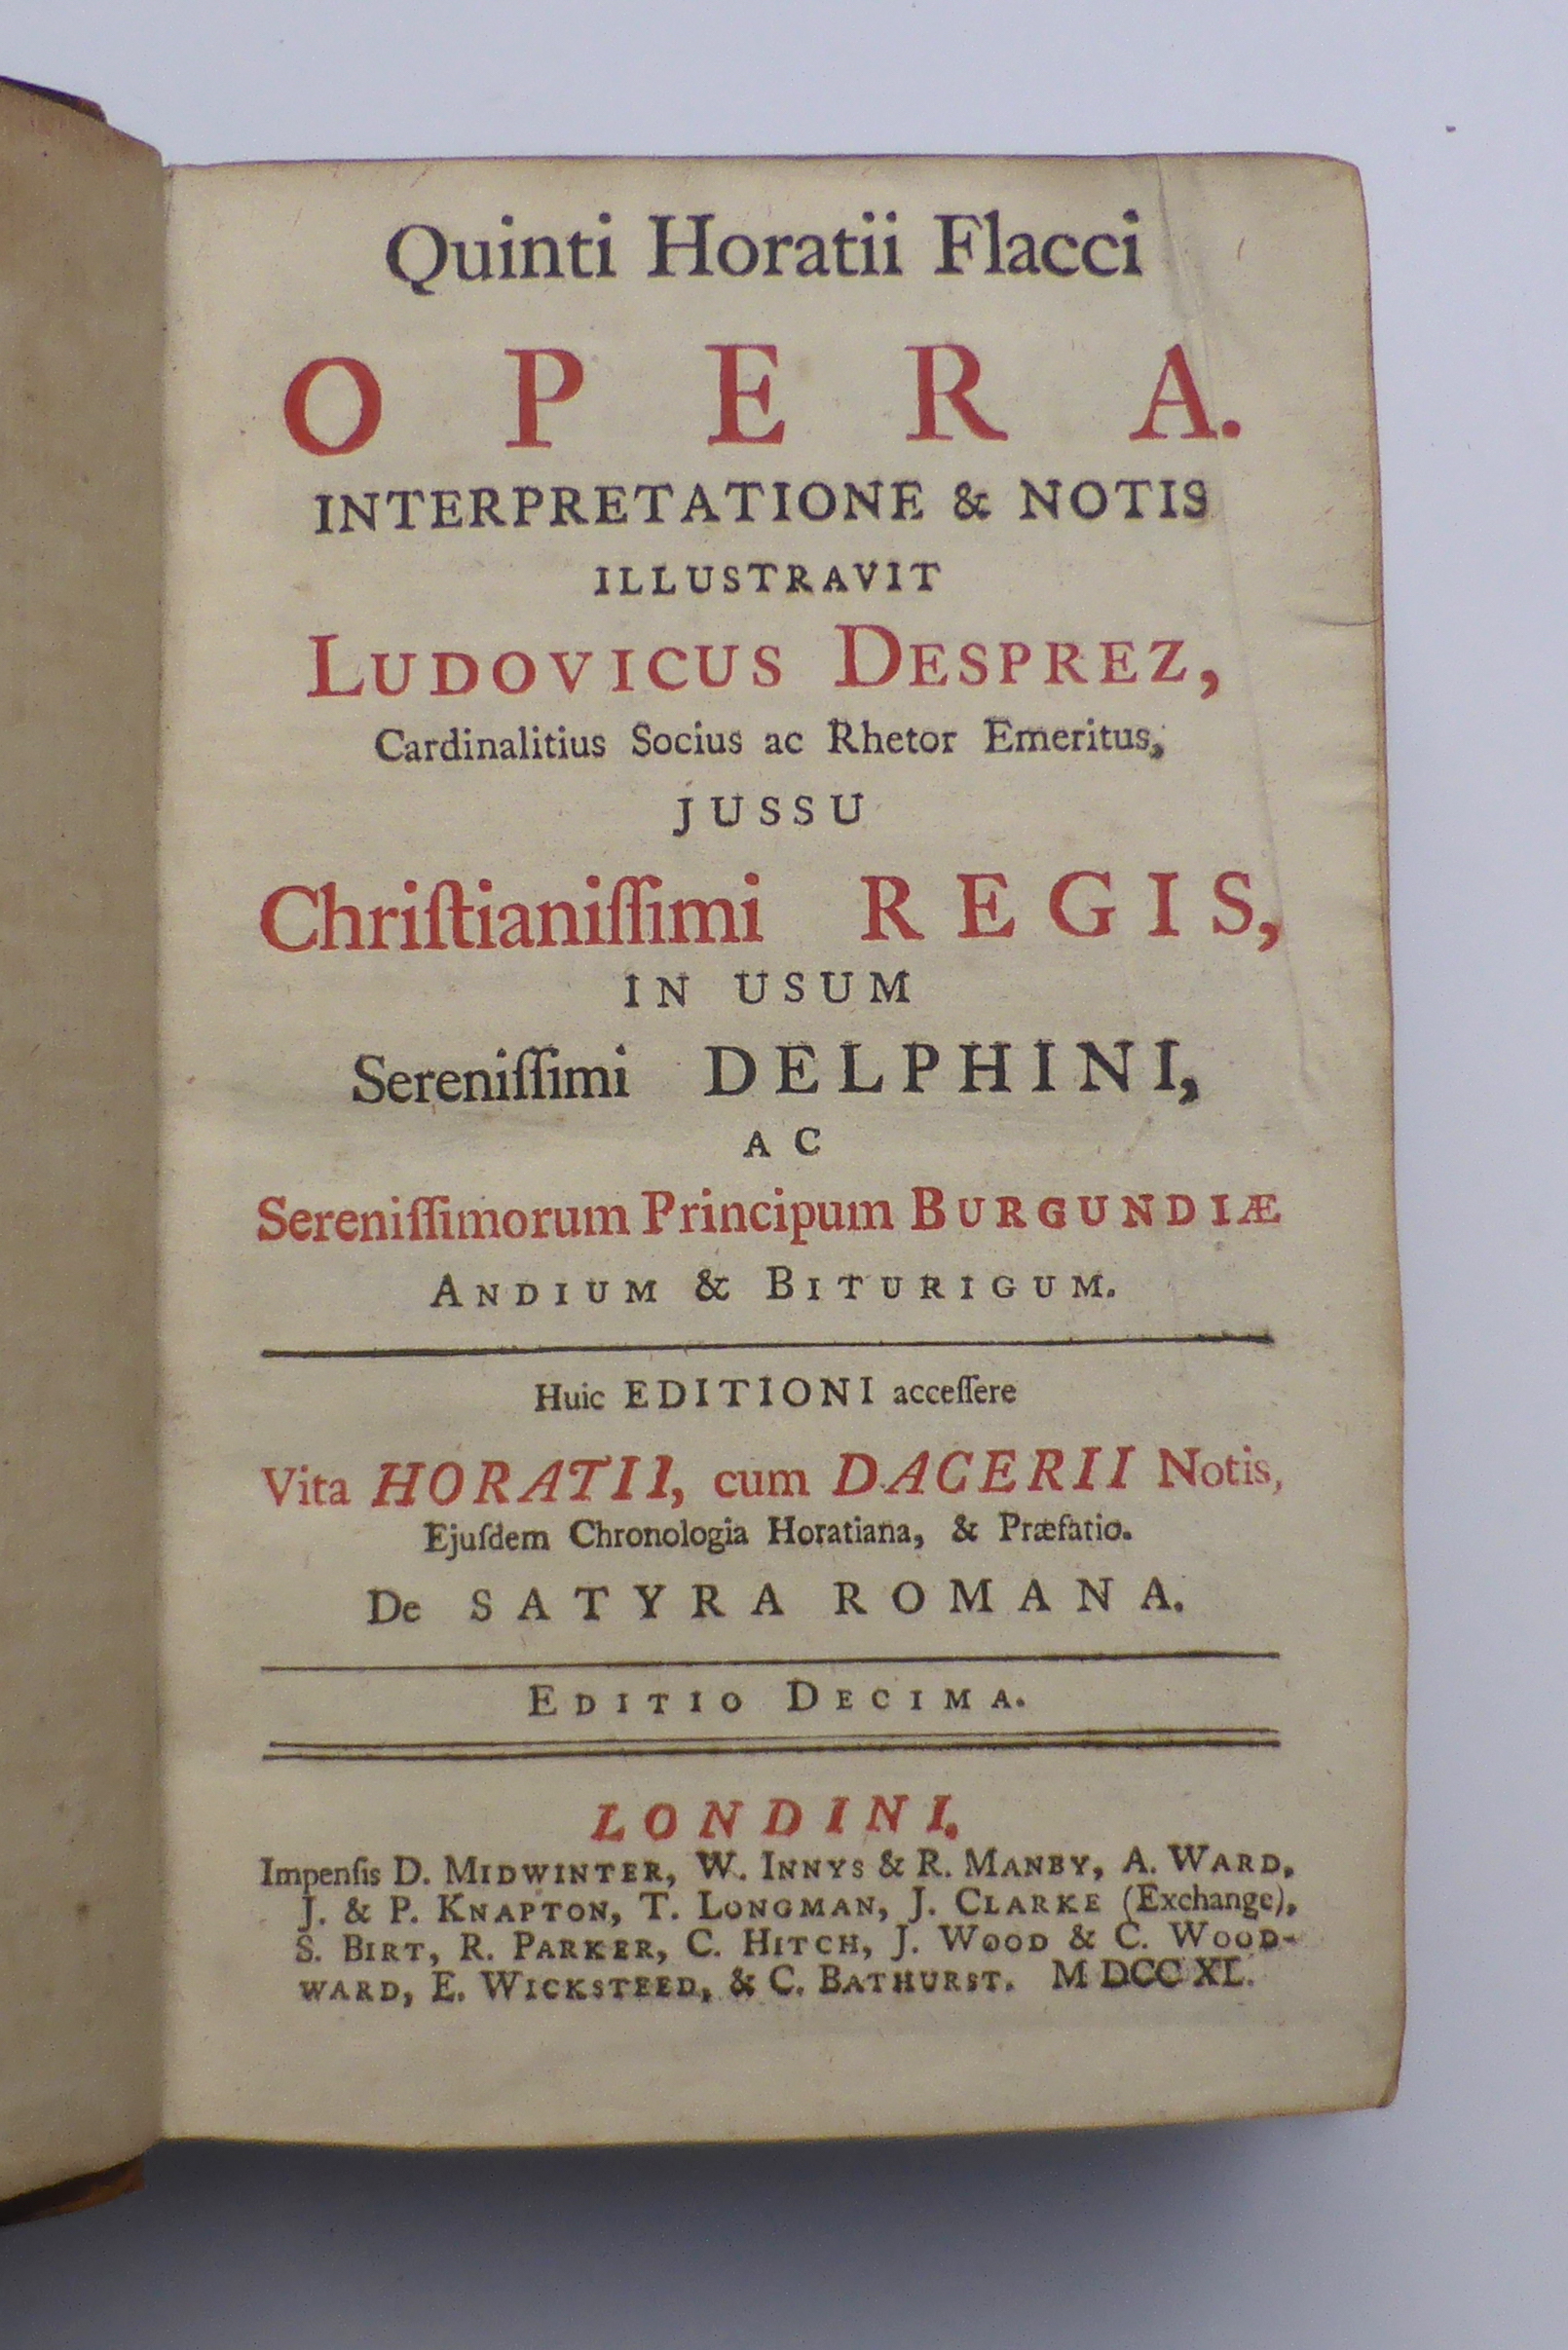 Quinti Horatii Flacci
OPERA.
INTERPRETATIONE & NOTIS
ILLUSTRAVIT
LUDOVICUS DESPREZ,
Cardinalitius Socius ac Rhetor Emeritus,
JUSSU
Chriſtianiſſimi REGIS,
IN USUM
Sereniſſimi DELPHINI,
AC
Sereniſſimorum Principum BURGUNDIÆ
ANDIUM & BITURIGUM.
Huic EDITIONI acceſſere
Vita HORATII, cum DACERII Notis,
Ejuſdem Chronologia Horatiana, & Præfatio.
De SATYRA ROMANA.
EDITIO DECIMA.
LONDINI,
Impenſis D. MIDWINTER, W. INNYS & R. MANBY, A. WARD,
J. & P. KNAPTON, T. LONGMAN, J. CLARKE (Exchange),
S. BIRT, R. PARKER, C. HITCH, J. WOOD & C. WOOD-
WARD, E. WICKSTEED, & C. BATHURST. M DCC XL.